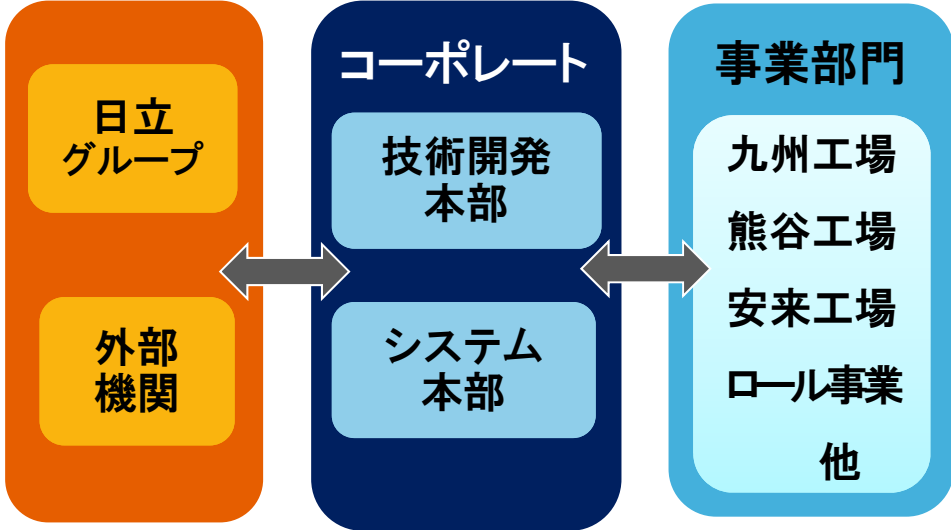 日立
グループ
外部
機関
コーポレート
技術開発
本部
システム
本部
事業部門
九州工場
熊谷工場
安来工場
ロール事業
他